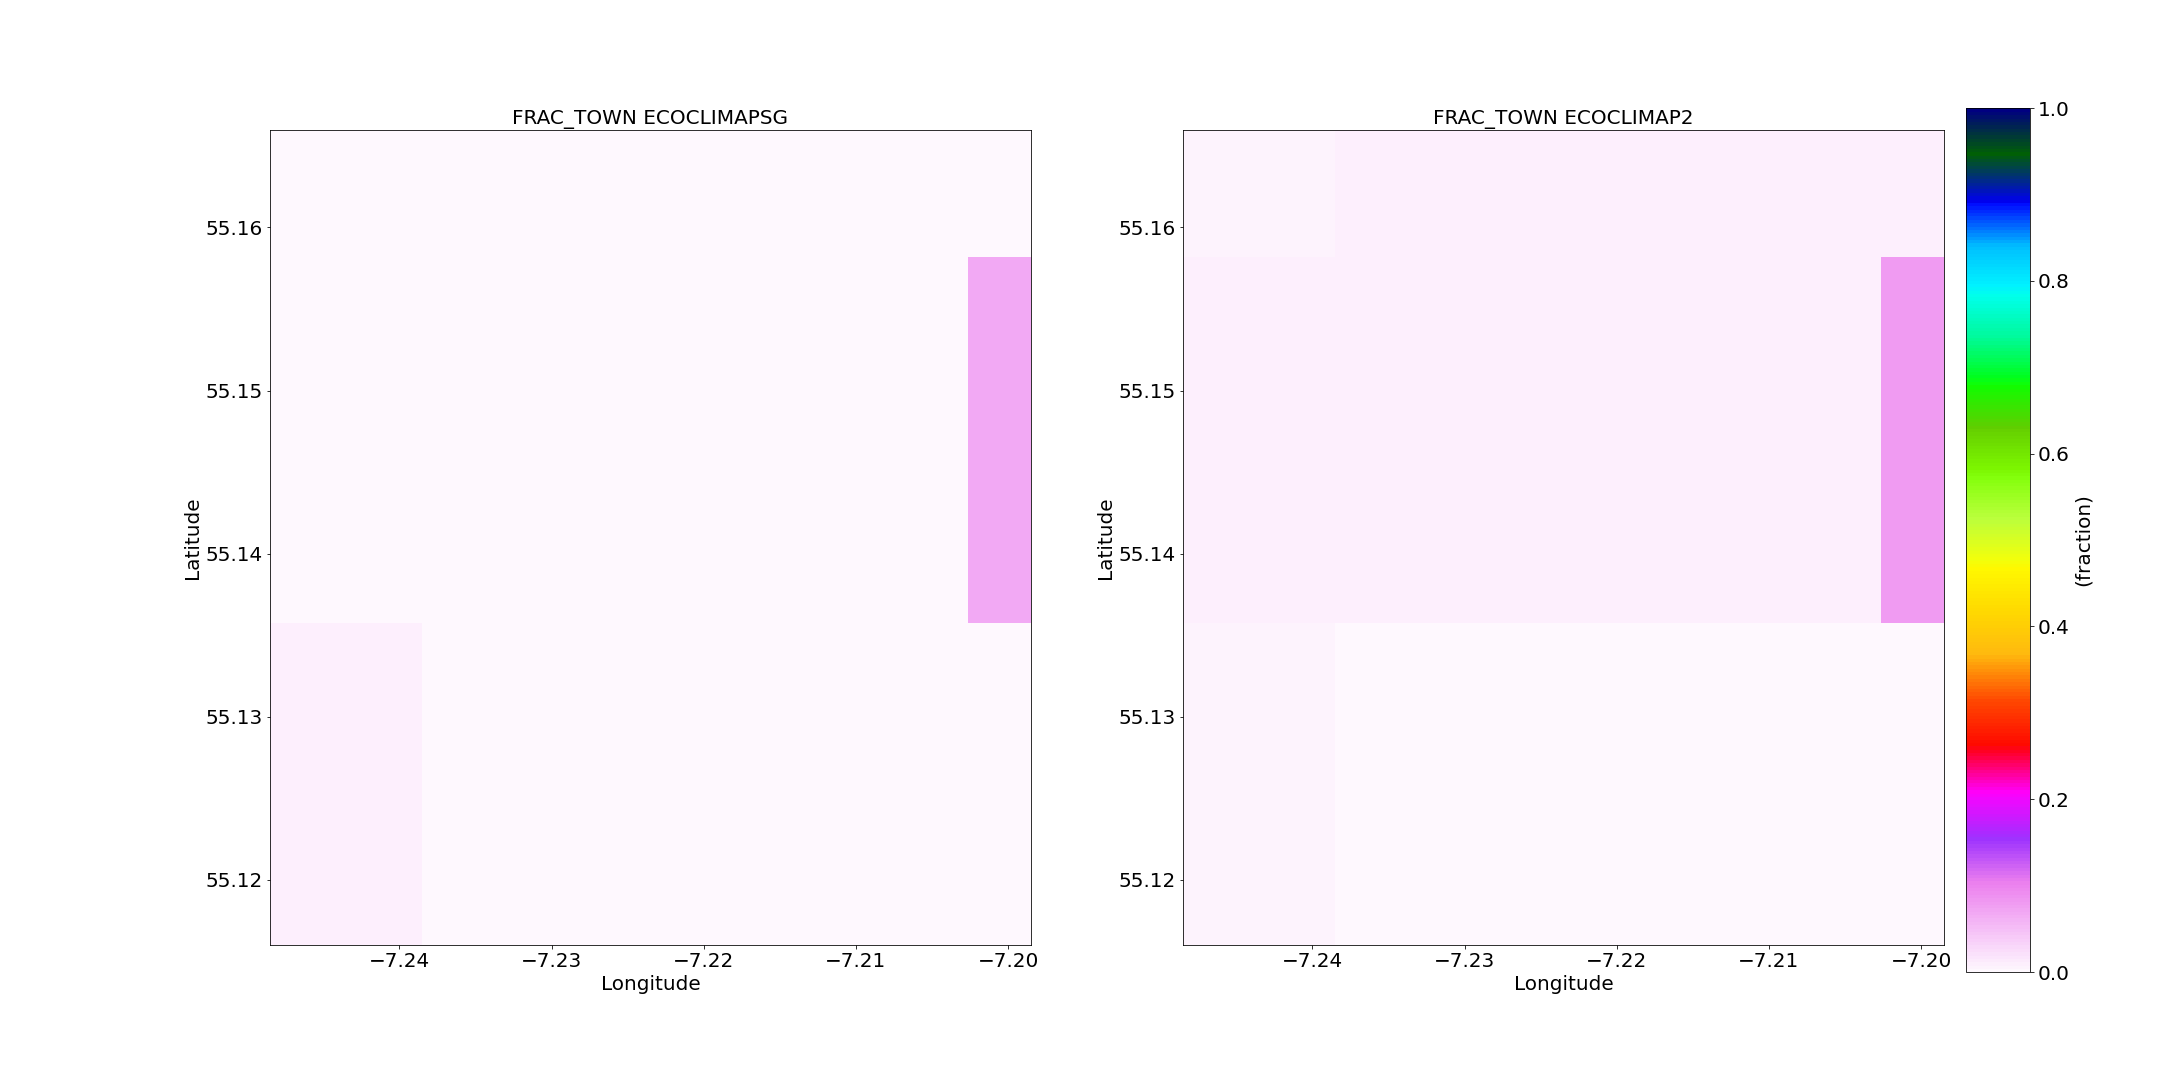 FRAC_TOWN ECOCLIMAPSG
55.16
55.15
55.14
55.13
55.12
Latitude
−7.24 −7.23 −7.22 −7.21 −7.20
Longitude
FRAC_TOWN ECOCLIMAP2
55.16
55.15
55.14
55.13
55.12
Latitude
−7.24 −7.23 −7.22 −7.21 −7.20
Longitude
1.0
0.8
0.6
0.4
0.2
0.0
(fraction)